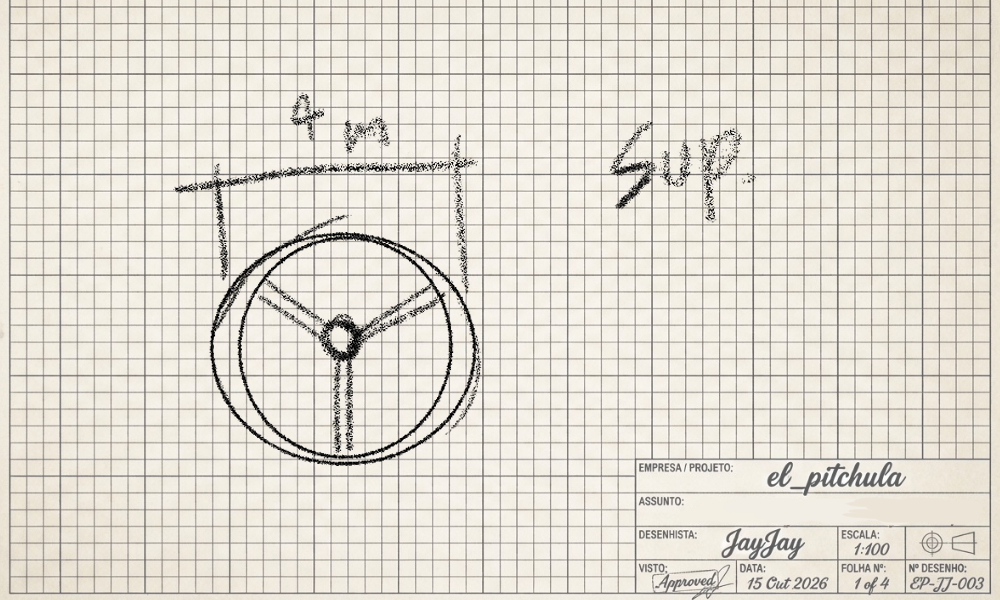 4 m
Sup.
EMPRESA / PROJETO: el_pitchula
ASSUNTO:
DESENHISTA: JayJay
ESCALA: 1:100
VISTO: Approved
DATA: 15 Out 2026
FOLHA Nº: 1 of 4
Nº DESENHO: EP-JJ-003